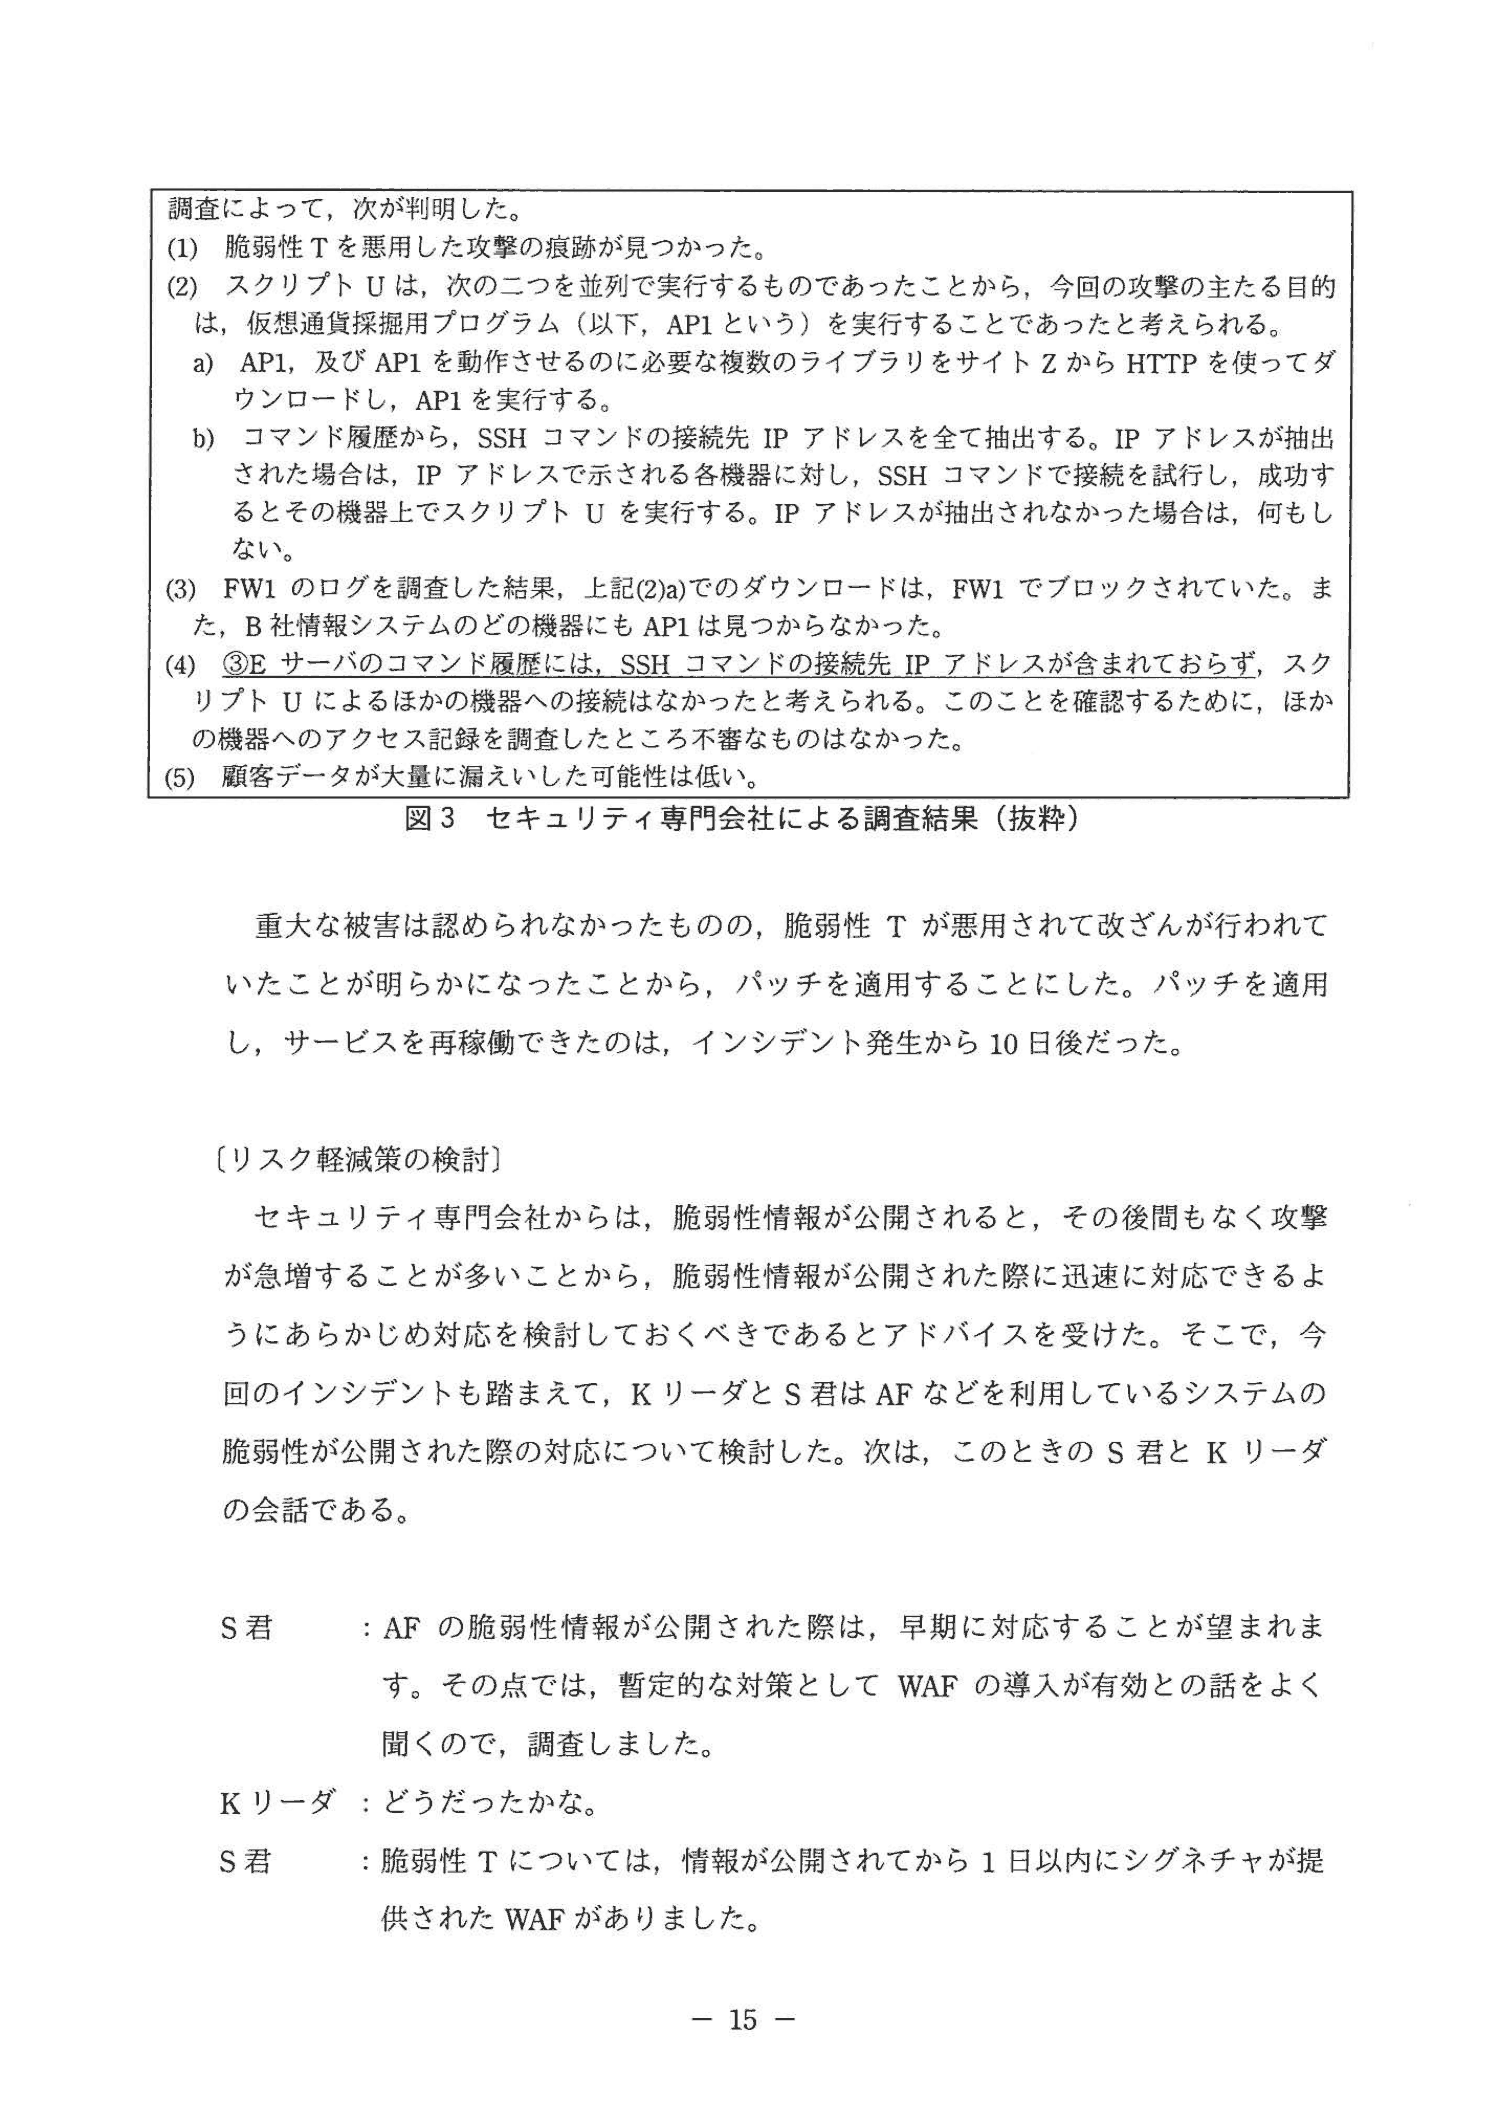 調査によって，次が判明した。
(1) 脆弱性 T を悪用した攻撃の痕跡が見つかった。
(2) スクリプト U は，次の二つを並列で実行するものであったことから，今回の攻撃の主たる目的
は，仮想通貨採掘用プログラム（以下，AP1 という）を実行することであったと考えられる。
a) AP1，及び AP1 を動作させるのに必要な複数のライブラリをサイト Z から HTTP を使ってダ
ウンロードし，AP1 を実行する。
b) コマンド履歴から，SSH コマンドの接続先 IP アドレスを全て抽出する。IP アドレスが抽出
された場合は，IP アドレスで示される各機器に対し，SSH コマンドで接続を試行し，成功す
るとその機器上でスクリプト U を実行する。IP アドレスが抽出されなかった場合は，何もし
ない。
(3) FW1 のログを調査した結果，上記(2)a)でのダウンロードは，FW1 でブロックされていた。ま
た，B 社情報システムのどの機器にも AP1 は見つからなかった。
(4) ③E サーバのコマンド履歴には，SSH コマンドの接続先 IP アドレスが含まれておらず，スク
リプト U によるほかの機器への接続はなかったと考えられる。このことを確認するために，ほか
の機器へのアクセス記録を調査したところ不審なものはなかった。
(5) 顧客データが大量に漏えいした可能性は低い。
図 3 セキュリティ専門会社による調査結果（抜粋）
重大な被害は認められなかったものの，脆弱性 T が悪用されて改ざんが行われて
いたことが明らかになったことから，パッチを適用することにした。パッチを適用
し，サービスを再稼働できたのは，インシデント発生から 10 日後だった。
〔リスク軽減策の検討〕
セキュリティ専門会社からは，脆弱性情報が公開されると，その後間もなく攻撃
が急増することが多いことから，脆弱性情報が公開された際に迅速に対応できるよ
うにあらかじめ対応を検討しておくべきであるとアドバイスを受けた。そこで，今
回のインシデントも踏まえて，K リーダと S 君は AF などを利用しているシステムの
脆弱性が公開された際の対応について検討した。次は，このときの S 君と K リーダ
の会話である。
S 君 ：AF の脆弱性情報が公開された際は，早期に対応することが望まれま
す。その点では，暫定的な対策として WAF の導入が有効との話をよく
聞くので，調査しました。
K リーダ ：どうだったかな。
S 君 ：脆弱性 T については，情報が公開されてから 1 日以内にシグネチャが提
供された WAF がありました。
－ 15 －